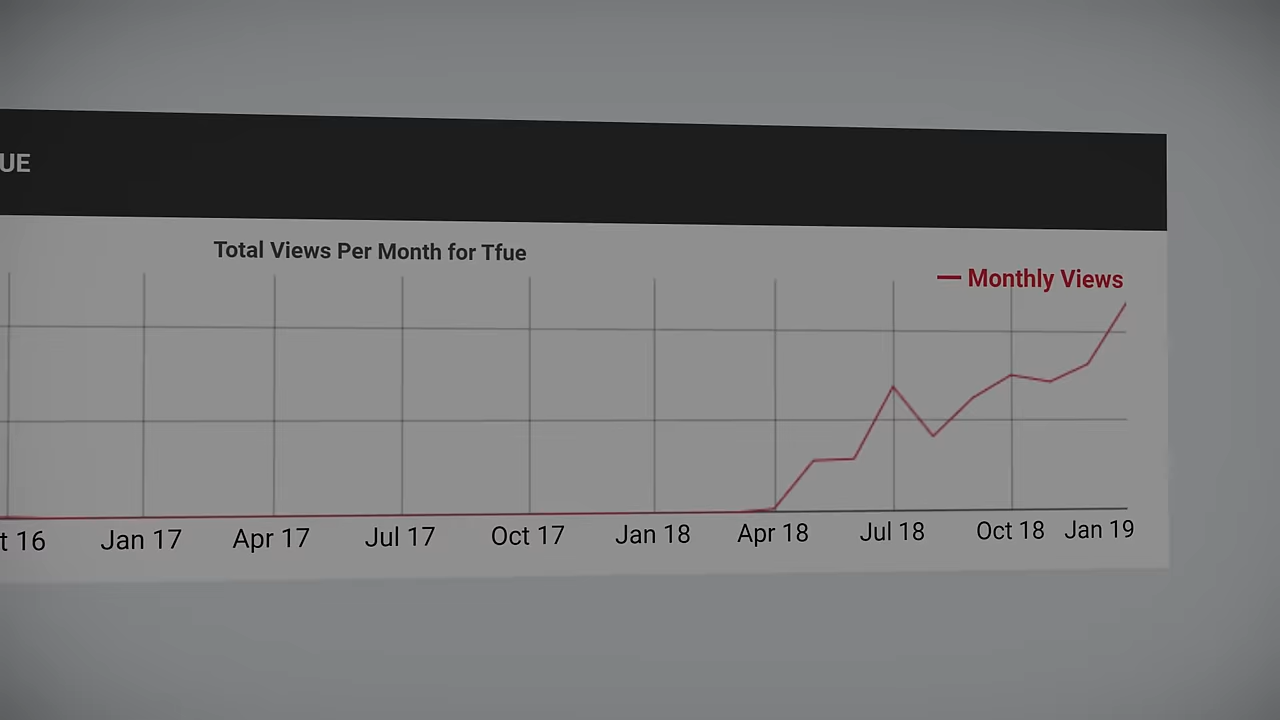 UE
Total Views Per Month for Tfue
Monthly Views
t 16 Jan 17 Apr 17 Jul 17 Oct 17 Jan 18 Apr 18 Jul 18 Oct 18 Jan 19